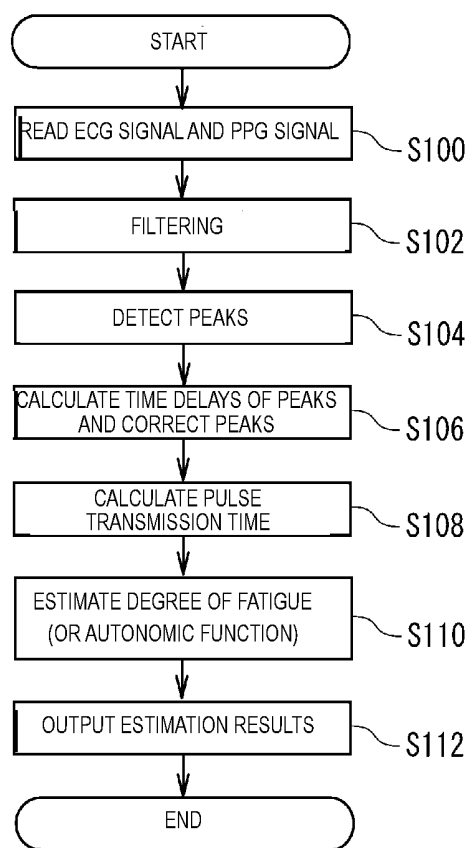 START
READ ECG SIGNAL AND PPG SIGNAL
S100
FILTERING
S102
DETECT PEAKS
S104
CALCULATE TIME DELAYS OF PEAKS
AND CORRECT PEAKS
S106
CALCULATE PULSE
TRANSMISSION TIME
S108
ESTIMATE DEGREE OF FATIGUE
(OR AUTONOMIC FUNCTION)
S110
OUTPUT ESTIMATION RESULTS
S112
END